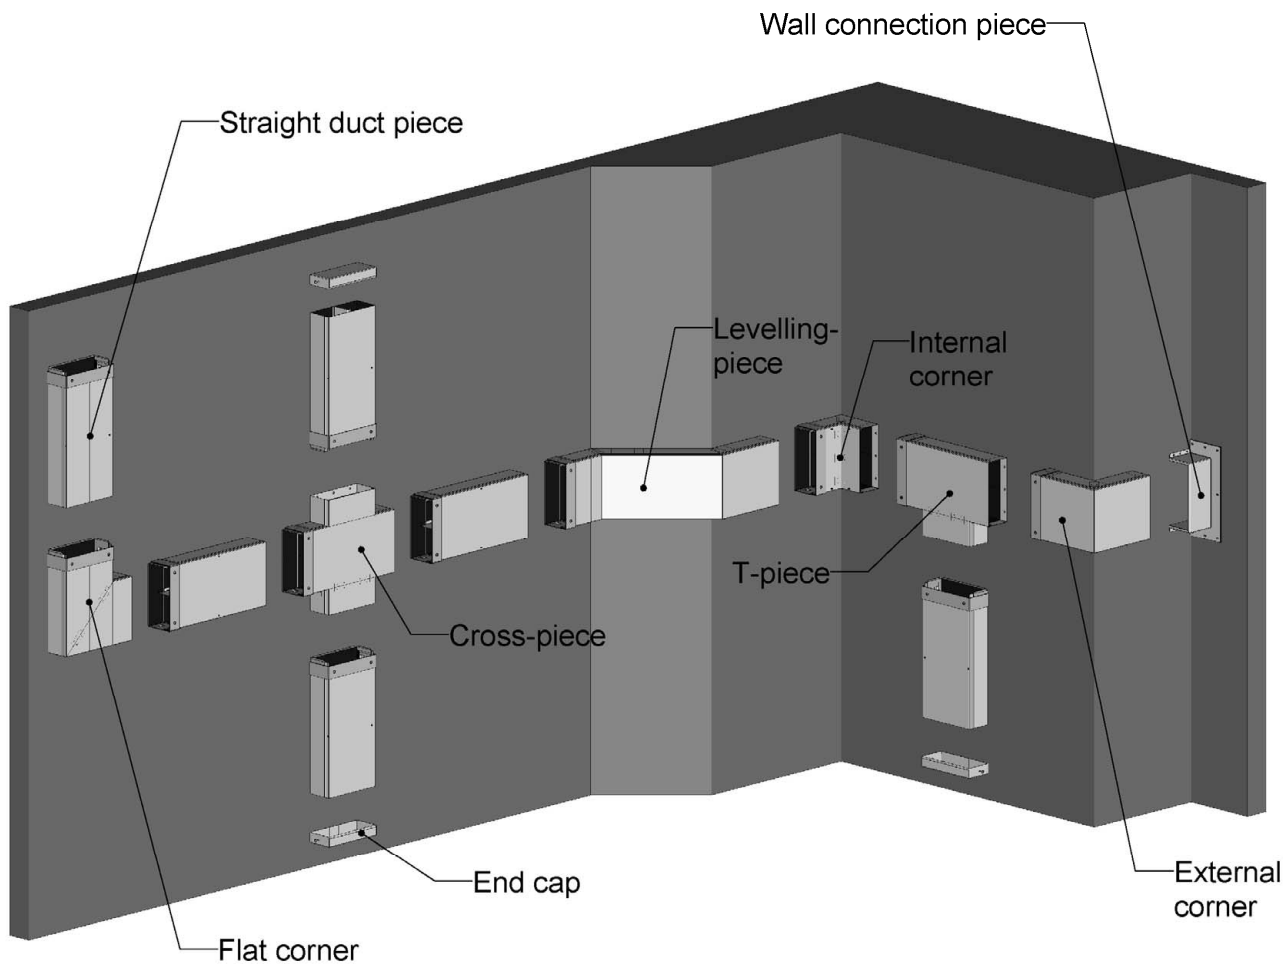 Wall connection piece
Straight duct piece
Levelling-
piece
Internal
corner
T-piece
Cross-piece
End cap
External
corner
Flat corner